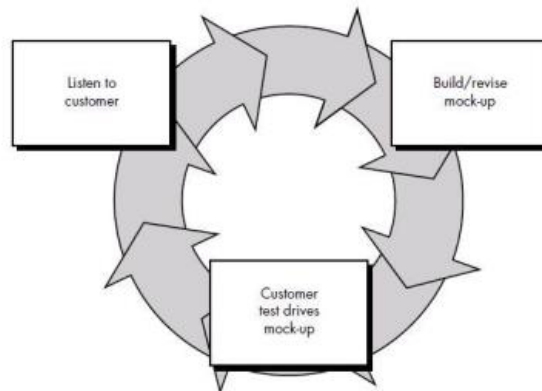 Listen to
customer
Build/revise
mock-up
Customer
test drives
mock-up